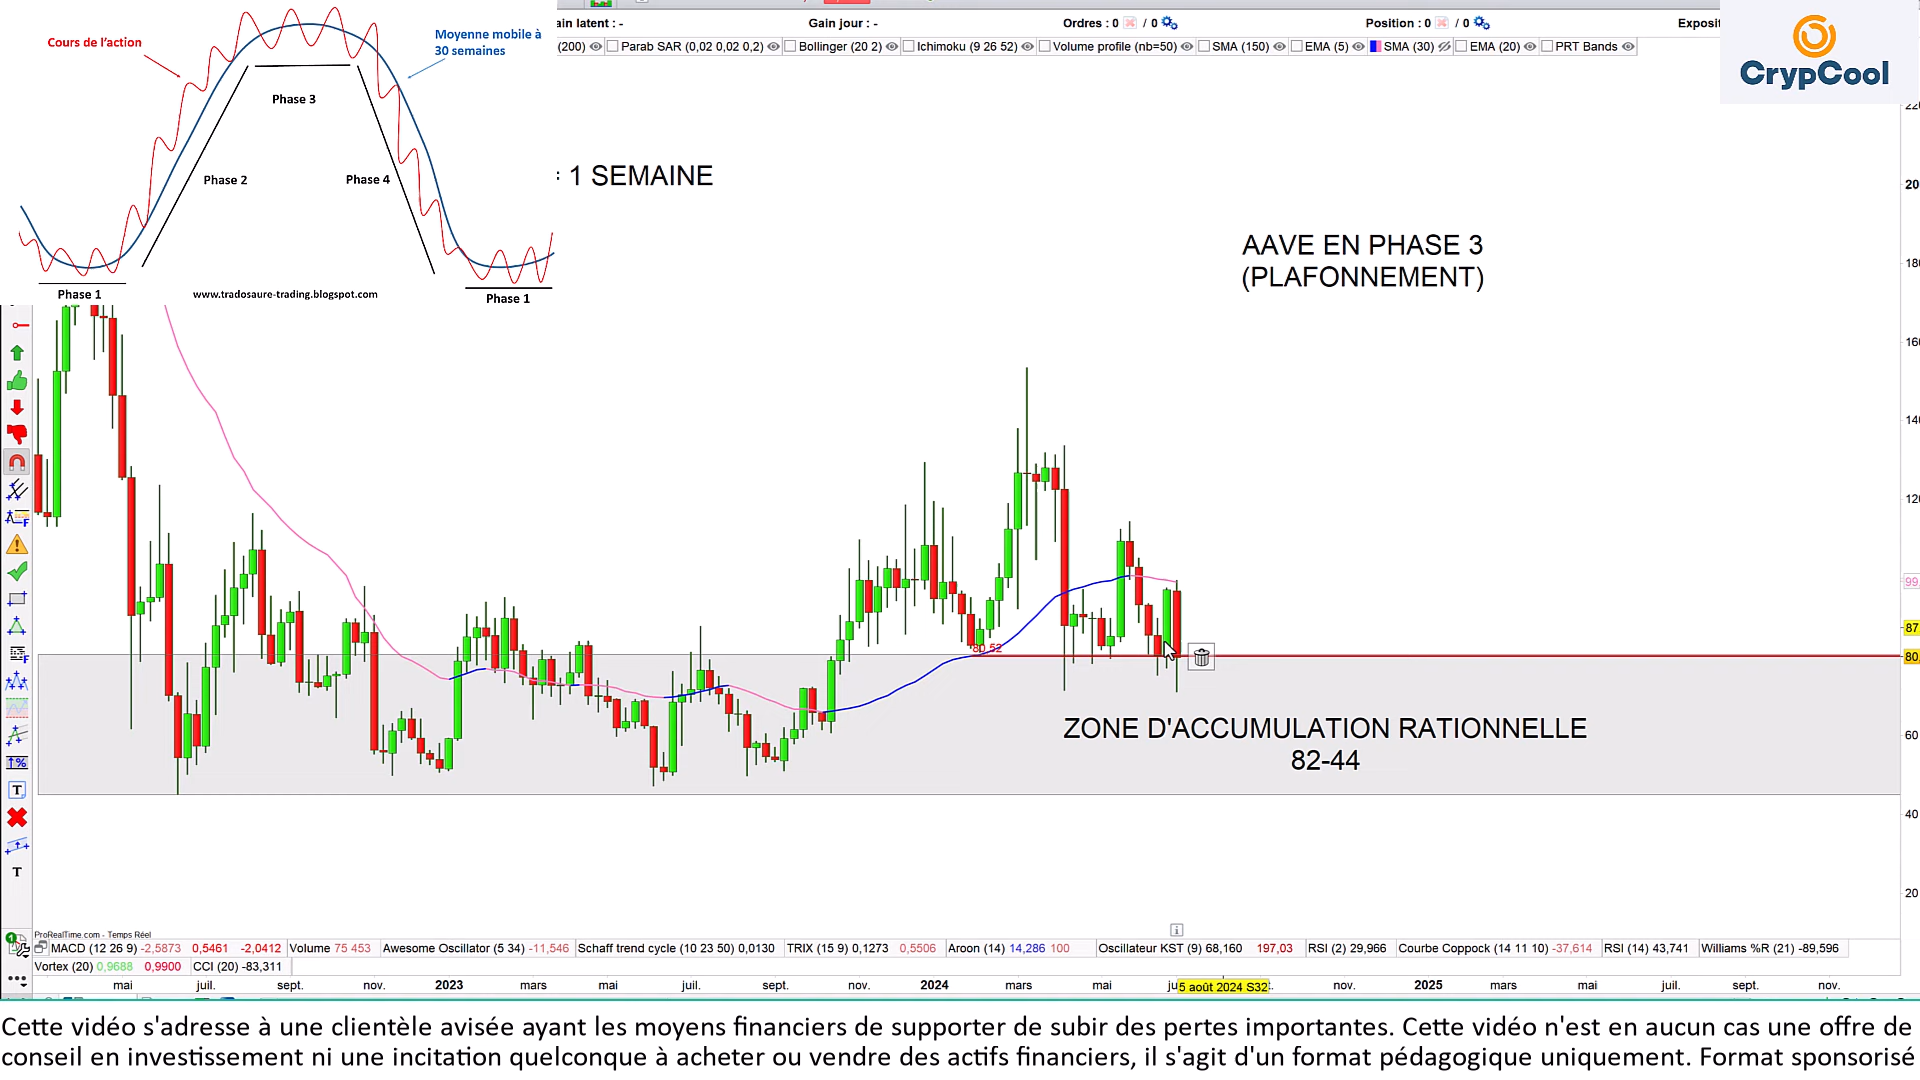 ain latent : -
Gain jour : -
Ordres : 0 / 0
Position : 0 / 0
Exposit
(200) Parab SAR (0,02 0,02 0,2) Bollinger (20 2) Ichimoku (9 26 52) Volume profile (nb=50) SMA (150) EMA (5) SMA (30) EMA (20) PRT Bands
CrypCool
Cours de l'action
Moyenne mobile à
30 semaines
Phase 3
Phase 2
Phase 4
Phase 1
www.tradosaure-trading.blogspot.com
Phase 1
: 1 SEMAINE
AAVE EN PHASE 3
(PLAFONNEMENT)
220
200
180
160
140
120
99,
87
80,
60
40
20
80,52
ZONE D'ACCUMULATION RATIONNELLE
82-44
ProRealTime.com - Temps Réel
MACD (12 26 9) -2,5873 0,5461 -2,0412 Volume 75 453 Awesome Oscillator (5 34) -11,546 Schaff trend cycle (10 23 50) 0,0130 TRIX (15 9) 0,1273 0,5506 Aroon (14) 14,286 100 Oscillateur KST (9) 68,160 197,03 RSI (2) 29,966 Courbe Coppock (14 11 10) -37,614 RSI (14) 43,741 Williams %R (21) -89,596
Vortex (20) 0,9688 0,9900 CCI (20) -83,311
mai juil. sept. nov. 2023 mars mai juil. sept. nov. 2024 mars mai ju 5 août 2024 S32 t. nov. 2025 mars mai juil. sept. nov.
Cette vidéo s'adresse à une clientèle avisée ayant les moyens financiers de supporter de subir des pertes importantes. Cette vidéo n'est en aucun cas une offre de
conseil en investissement ni une incitation quelconque à acheter ou vendre des actifs financiers, il s'agit d'un format pédagogique uniquement. Format sponsorisé